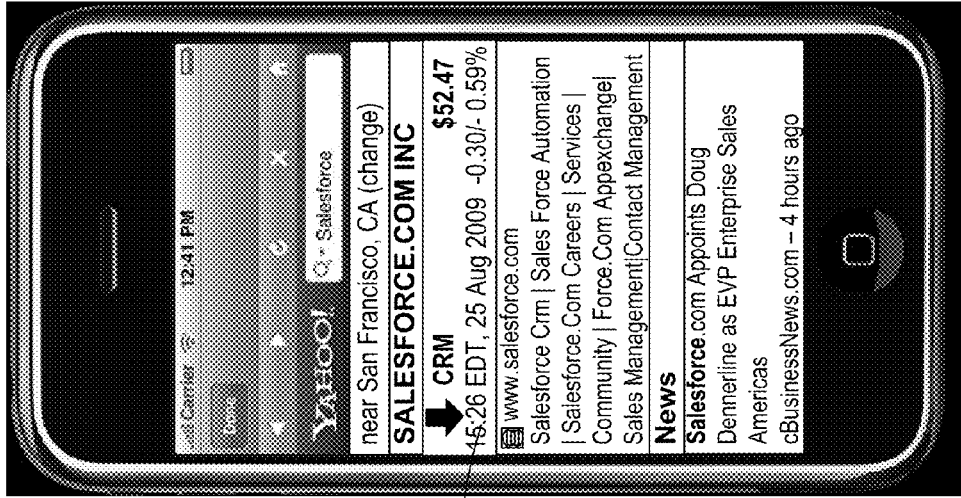 Carrier 12:41 PM
YAHOO! Salesforce
near San Francisco, CA (change)
SALESFORCE.COM INC
CRM $52.47
15:26 EDT, 25 Aug 2009 -0.30/- 0.59%
www.salesforce.com
Salesforce Crm | Sales Force Automation
| Salesforce.Com Careers | Services |
Community | Force.Com Appexchange|
Sales Management|Contact Management
News
Salesforce.com Appoints Doug
Dennerline as EVP Enterprise Sales
Americas
cBusinessNews.com – 4 hours ago